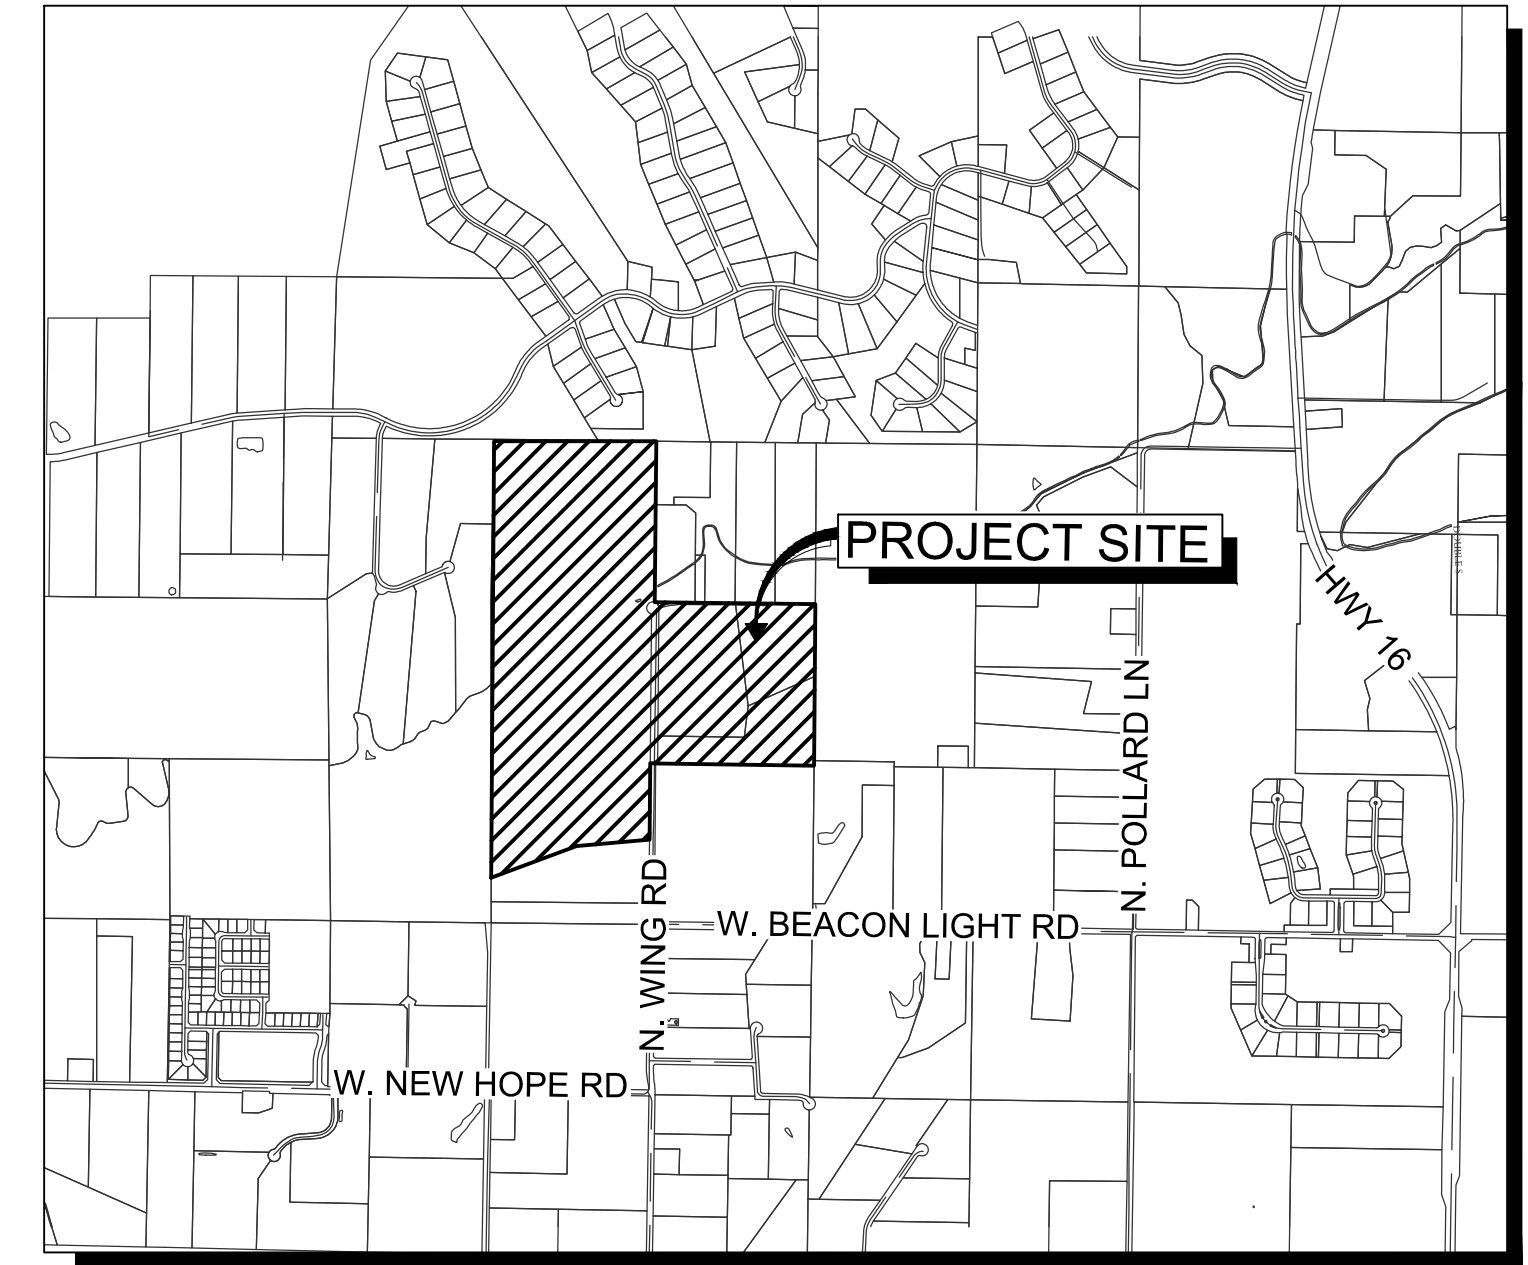 PROJECT SITE
HWY 16
N. POLLARD LN
N. WING RD
W. BEACON LIGHT RD
W. NEW HOPE RD